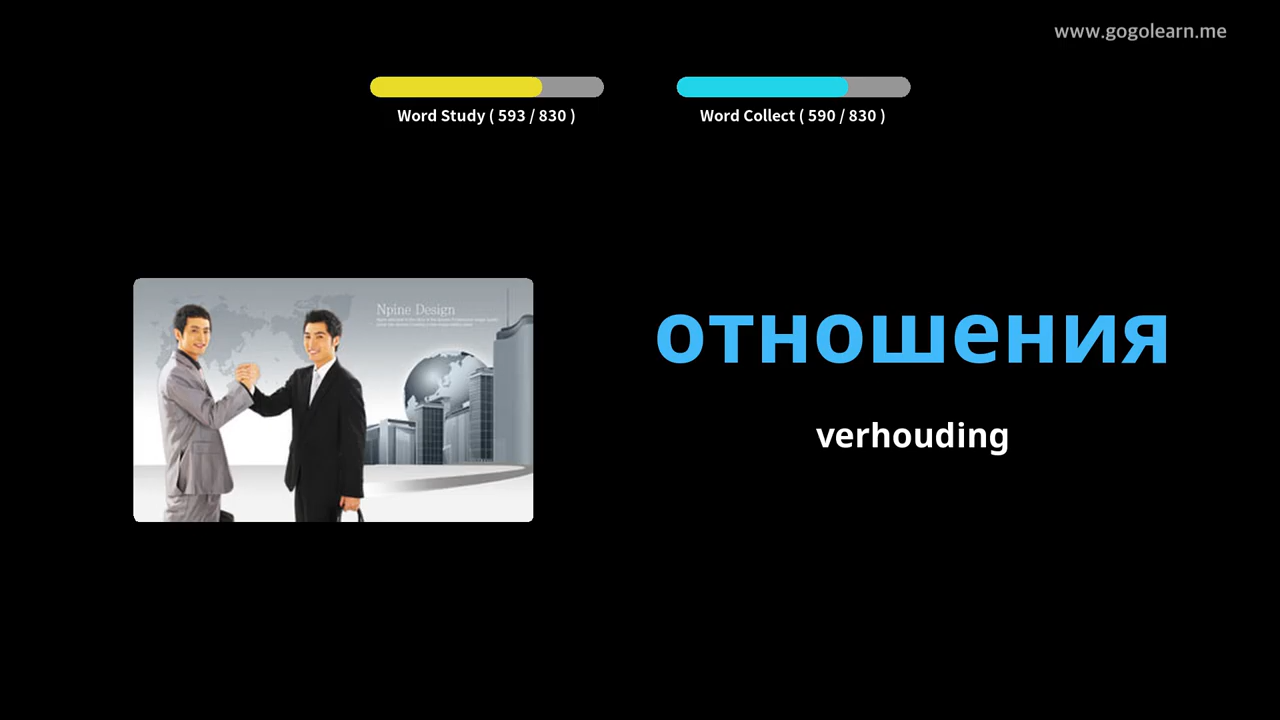 www.gogolearn.me
Word Study ( 593 / 830 )
Word Collect ( 590 / 830 )
Npine Design
отношения
verhouding